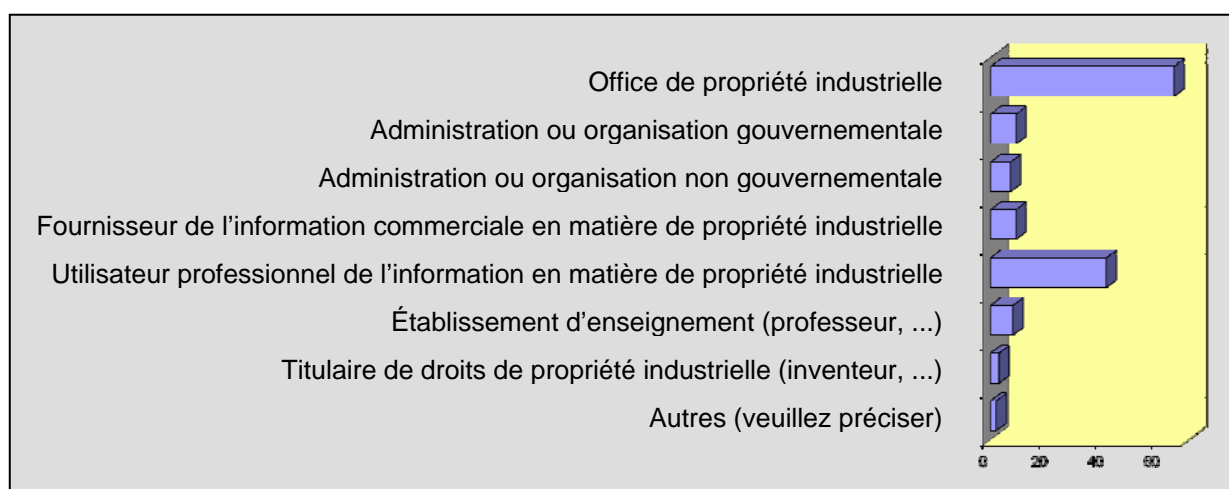 Office de propriété industrielle
Administration ou organisation gouvernementale
Administration ou organisation non gouvernementale
Fournisseur de l’information commerciale en matière de propriété industrielle
Utilisateur professionnel de l’information en matière de propriété industrielle
Établissement d’enseignement (professeur, ...)
Titulaire de droits de propriété industrielle (inventeur, ...)
Autres (veuillez préciser)
0 20 40 60